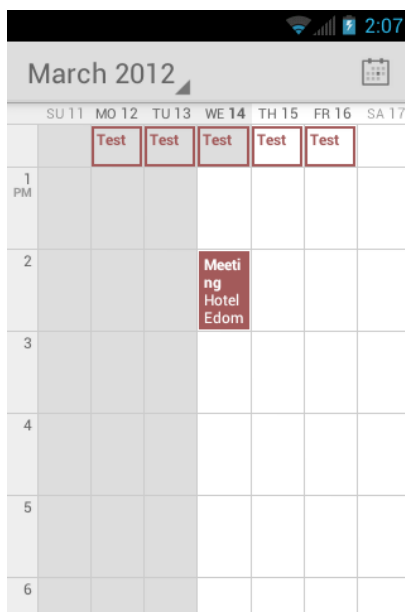 2:07
March 2012
SU 11 MO 12 TU 13 WE 14 TH 15 FR 16 SA 17
Test Test Test Test Test
1
PM
2
Meeti
ng
Hotel
Edom
3
4
5
6